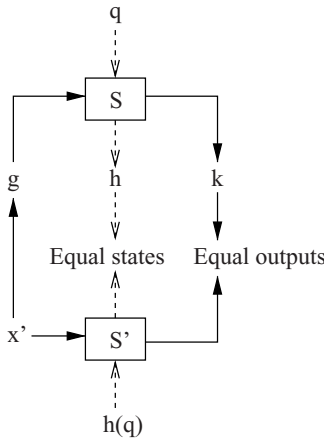 q
S
g
h
k
Equal states
Equal outputs
x'
S'
h(q)